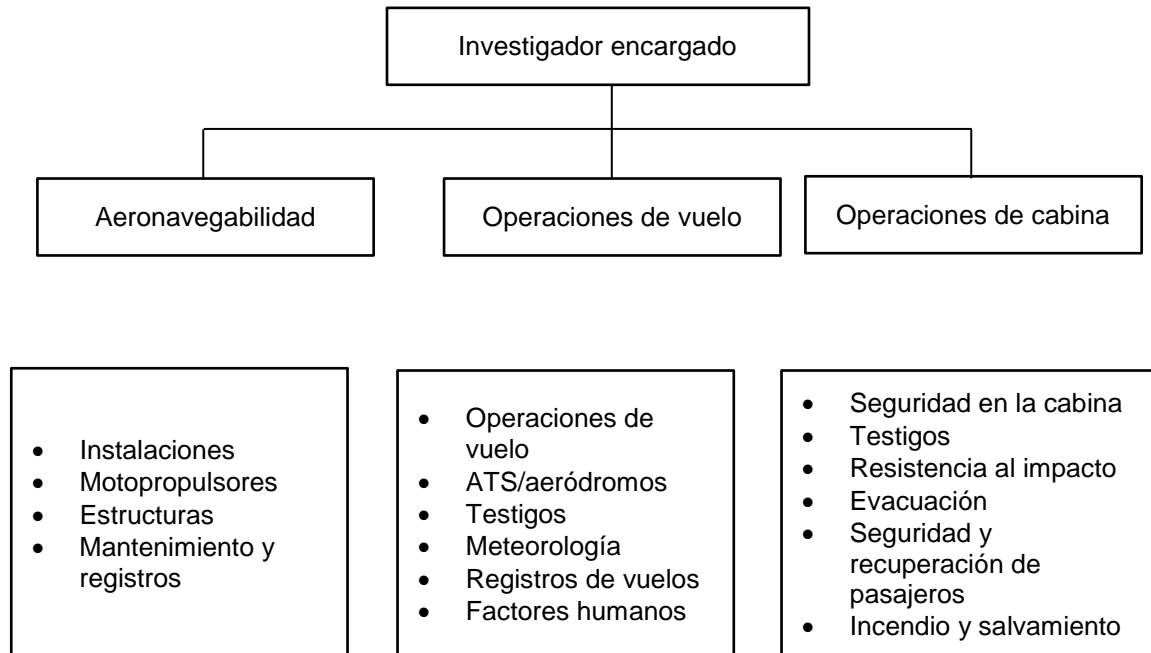 Investigador encargado
Aeronavegabilidad
Operaciones de vuelo
Operaciones de cabina
• Instalaciones
• Motopropulsores
• Estructuras
• Mantenimiento y
registros
• Operaciones de
vuelo
• ATS/aeródromos
• Testigos
• Meteorología
• Registros de vuelos
• Factores humanos
• Seguridad en la cabina
• Testigos
• Resistencia al impacto
• Evacuación
• Seguridad y
recuperación de
pasajeros
• Incendio y salvamento